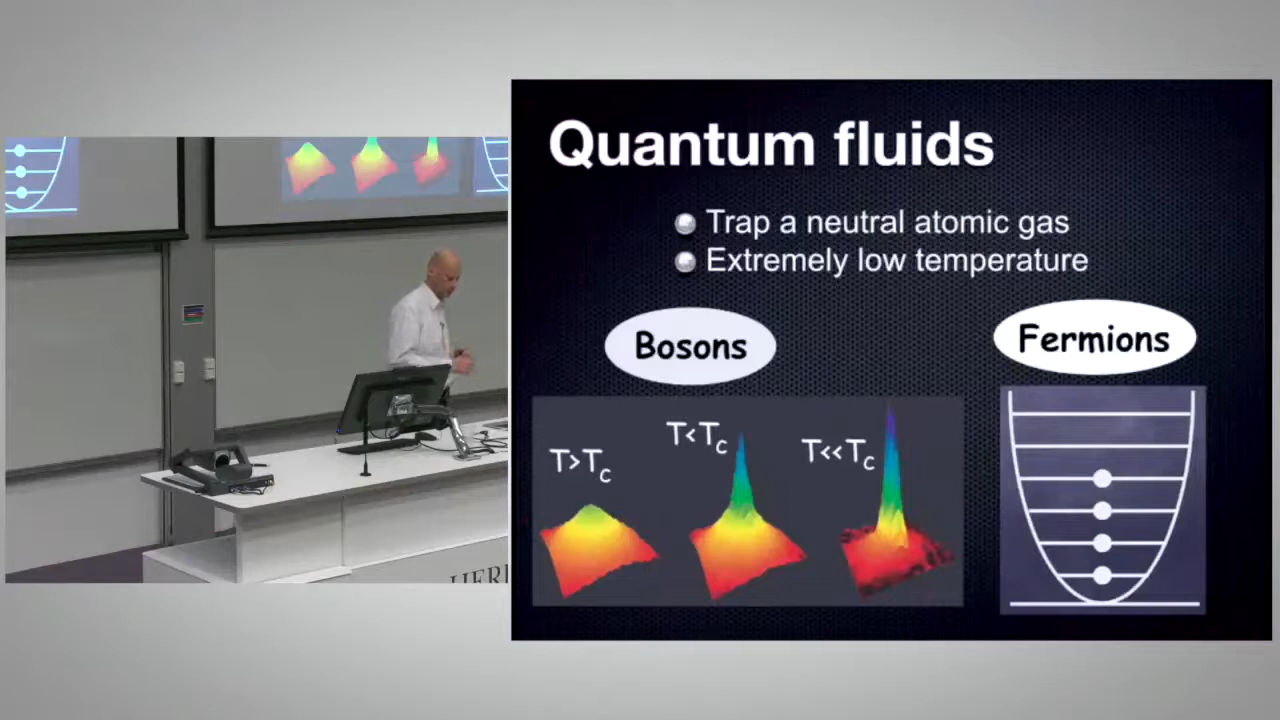 Quantum fluids
Trap a neutral atomic gas
Extremely low temperature
Bosons
Fermions
T>Tc
T<Tc
T<<Tc